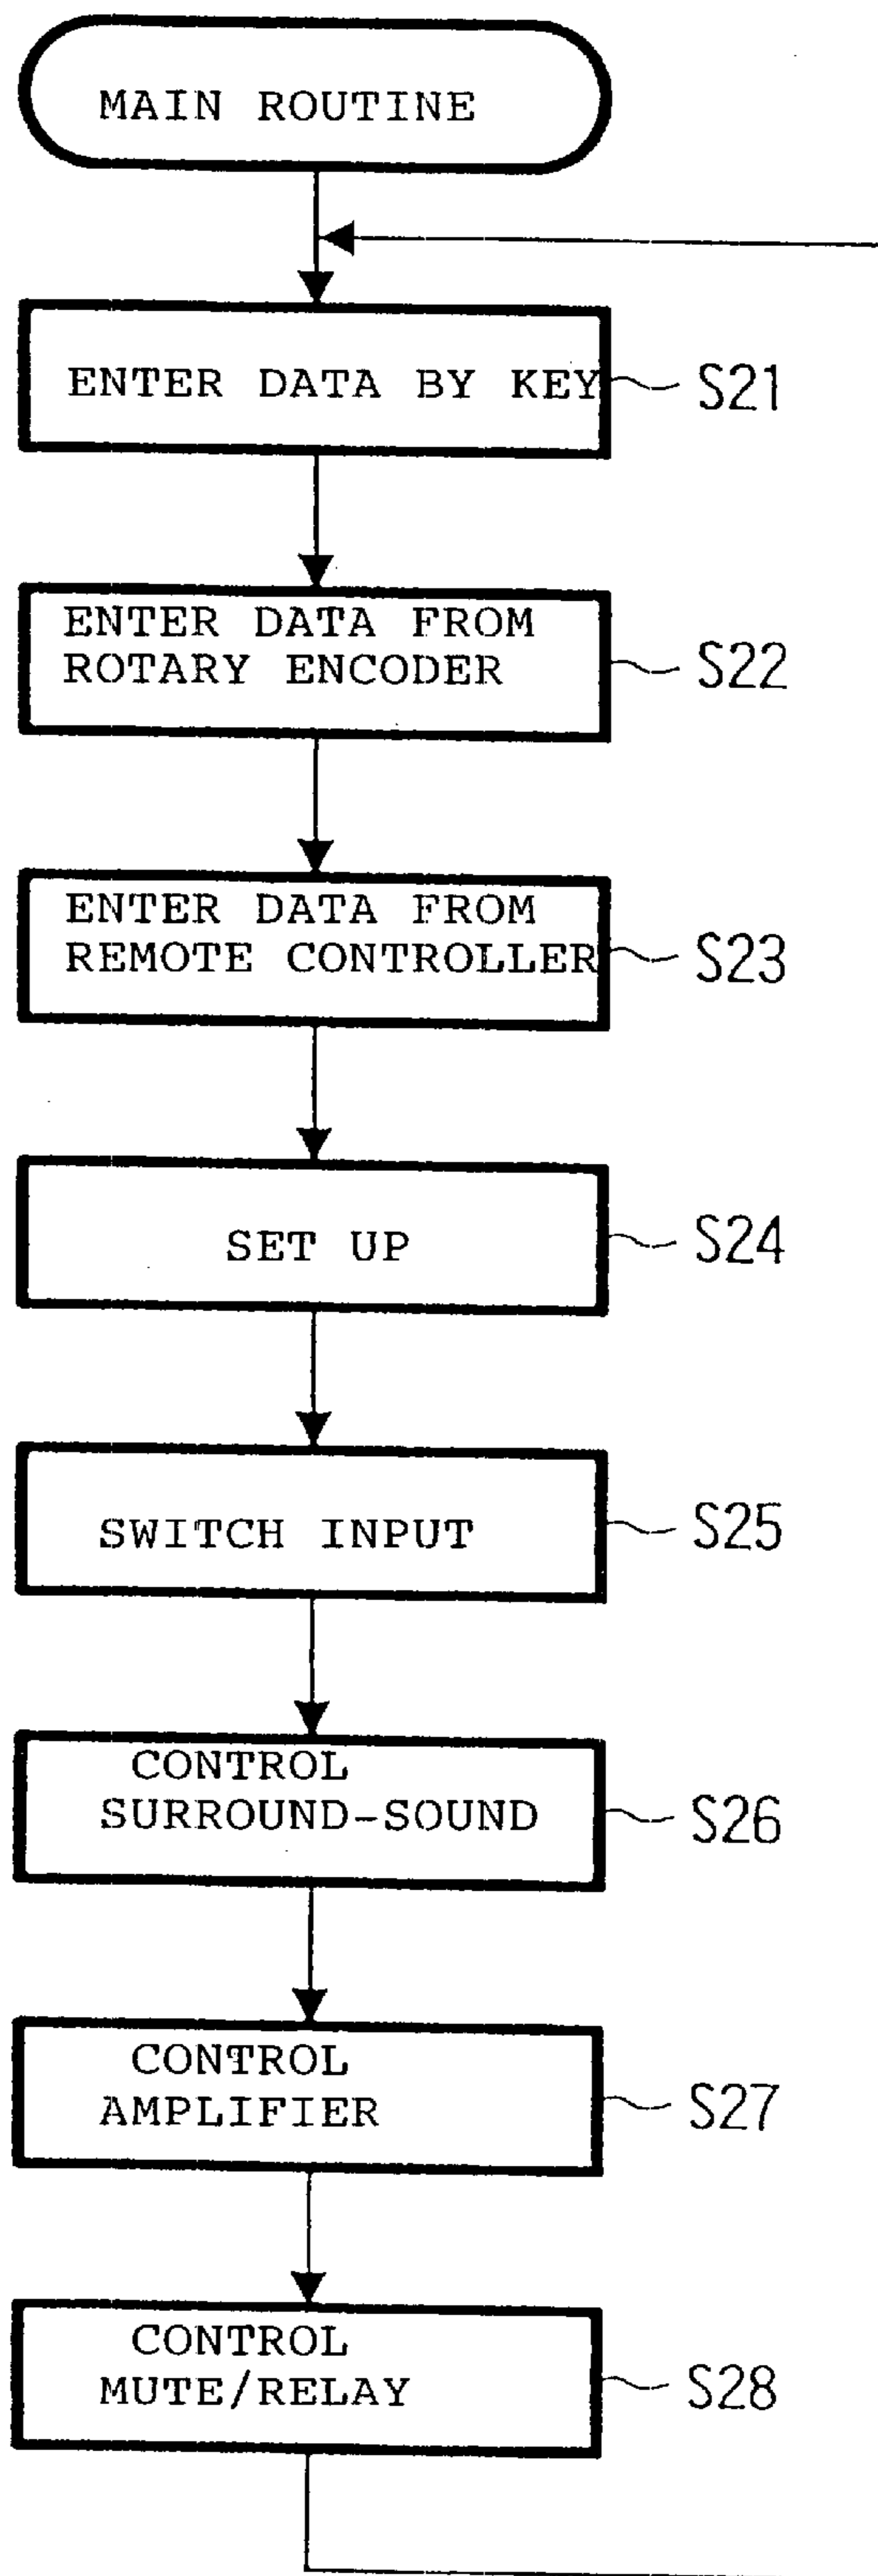 MAIN ROUTINE
ENTER DATA BY KEY
S21
ENTER DATA FROM
ROTARY ENCODER
S22
ENTER DATA FROM
REMOTE CONTROLLER
S23
SET UP
S24
SWITCH INPUT
S25
CONTROL
SURROUND-SOUND
S26
CONTROL
AMPLIFIER
S27
CONTROL
MUTE/RELAY
S28